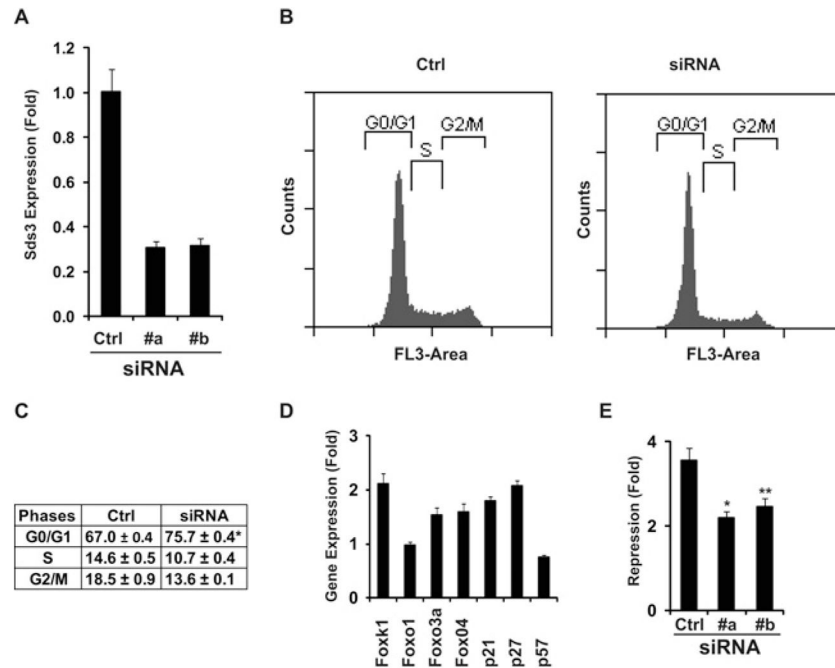 A
Sds3 Expression (Fold)
1.2
1.0
0.8
0.6
0.4
0.2
0.0
Ctrl #a #b
siRNA
B
Ctrl
Counts
G0/G1
S
G2/M
FL3-Area
siRNA
Counts
G0/G1
S
G2/M
FL3-Area
C
Phases Ctrl siRNA
G0/G1 67.0 ± 0.4 75.7 ± 0.4*
S 14.6 ± 0.5 10.7 ± 0.4
G2/M 18.5 ± 0.9 13.6 ± 0.1
D
Gene Expression (Fold)
3
2
1
0
Foxk1
Foxo1
Foxo3a
Fox04
p21
p27
p57
E
Repression (Fold)
4
2
0
*
**
Ctrl #a #b
siRNA